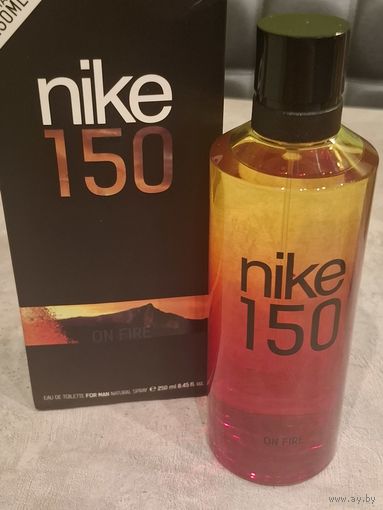 50ML
nike
150
ON FIRE
EAU DE TOILETTE FOR MAN NATURAL SPRAY ℮ 250 ml 8.45 fl. oz.
nike
150
ON FIRE
www.ay.by